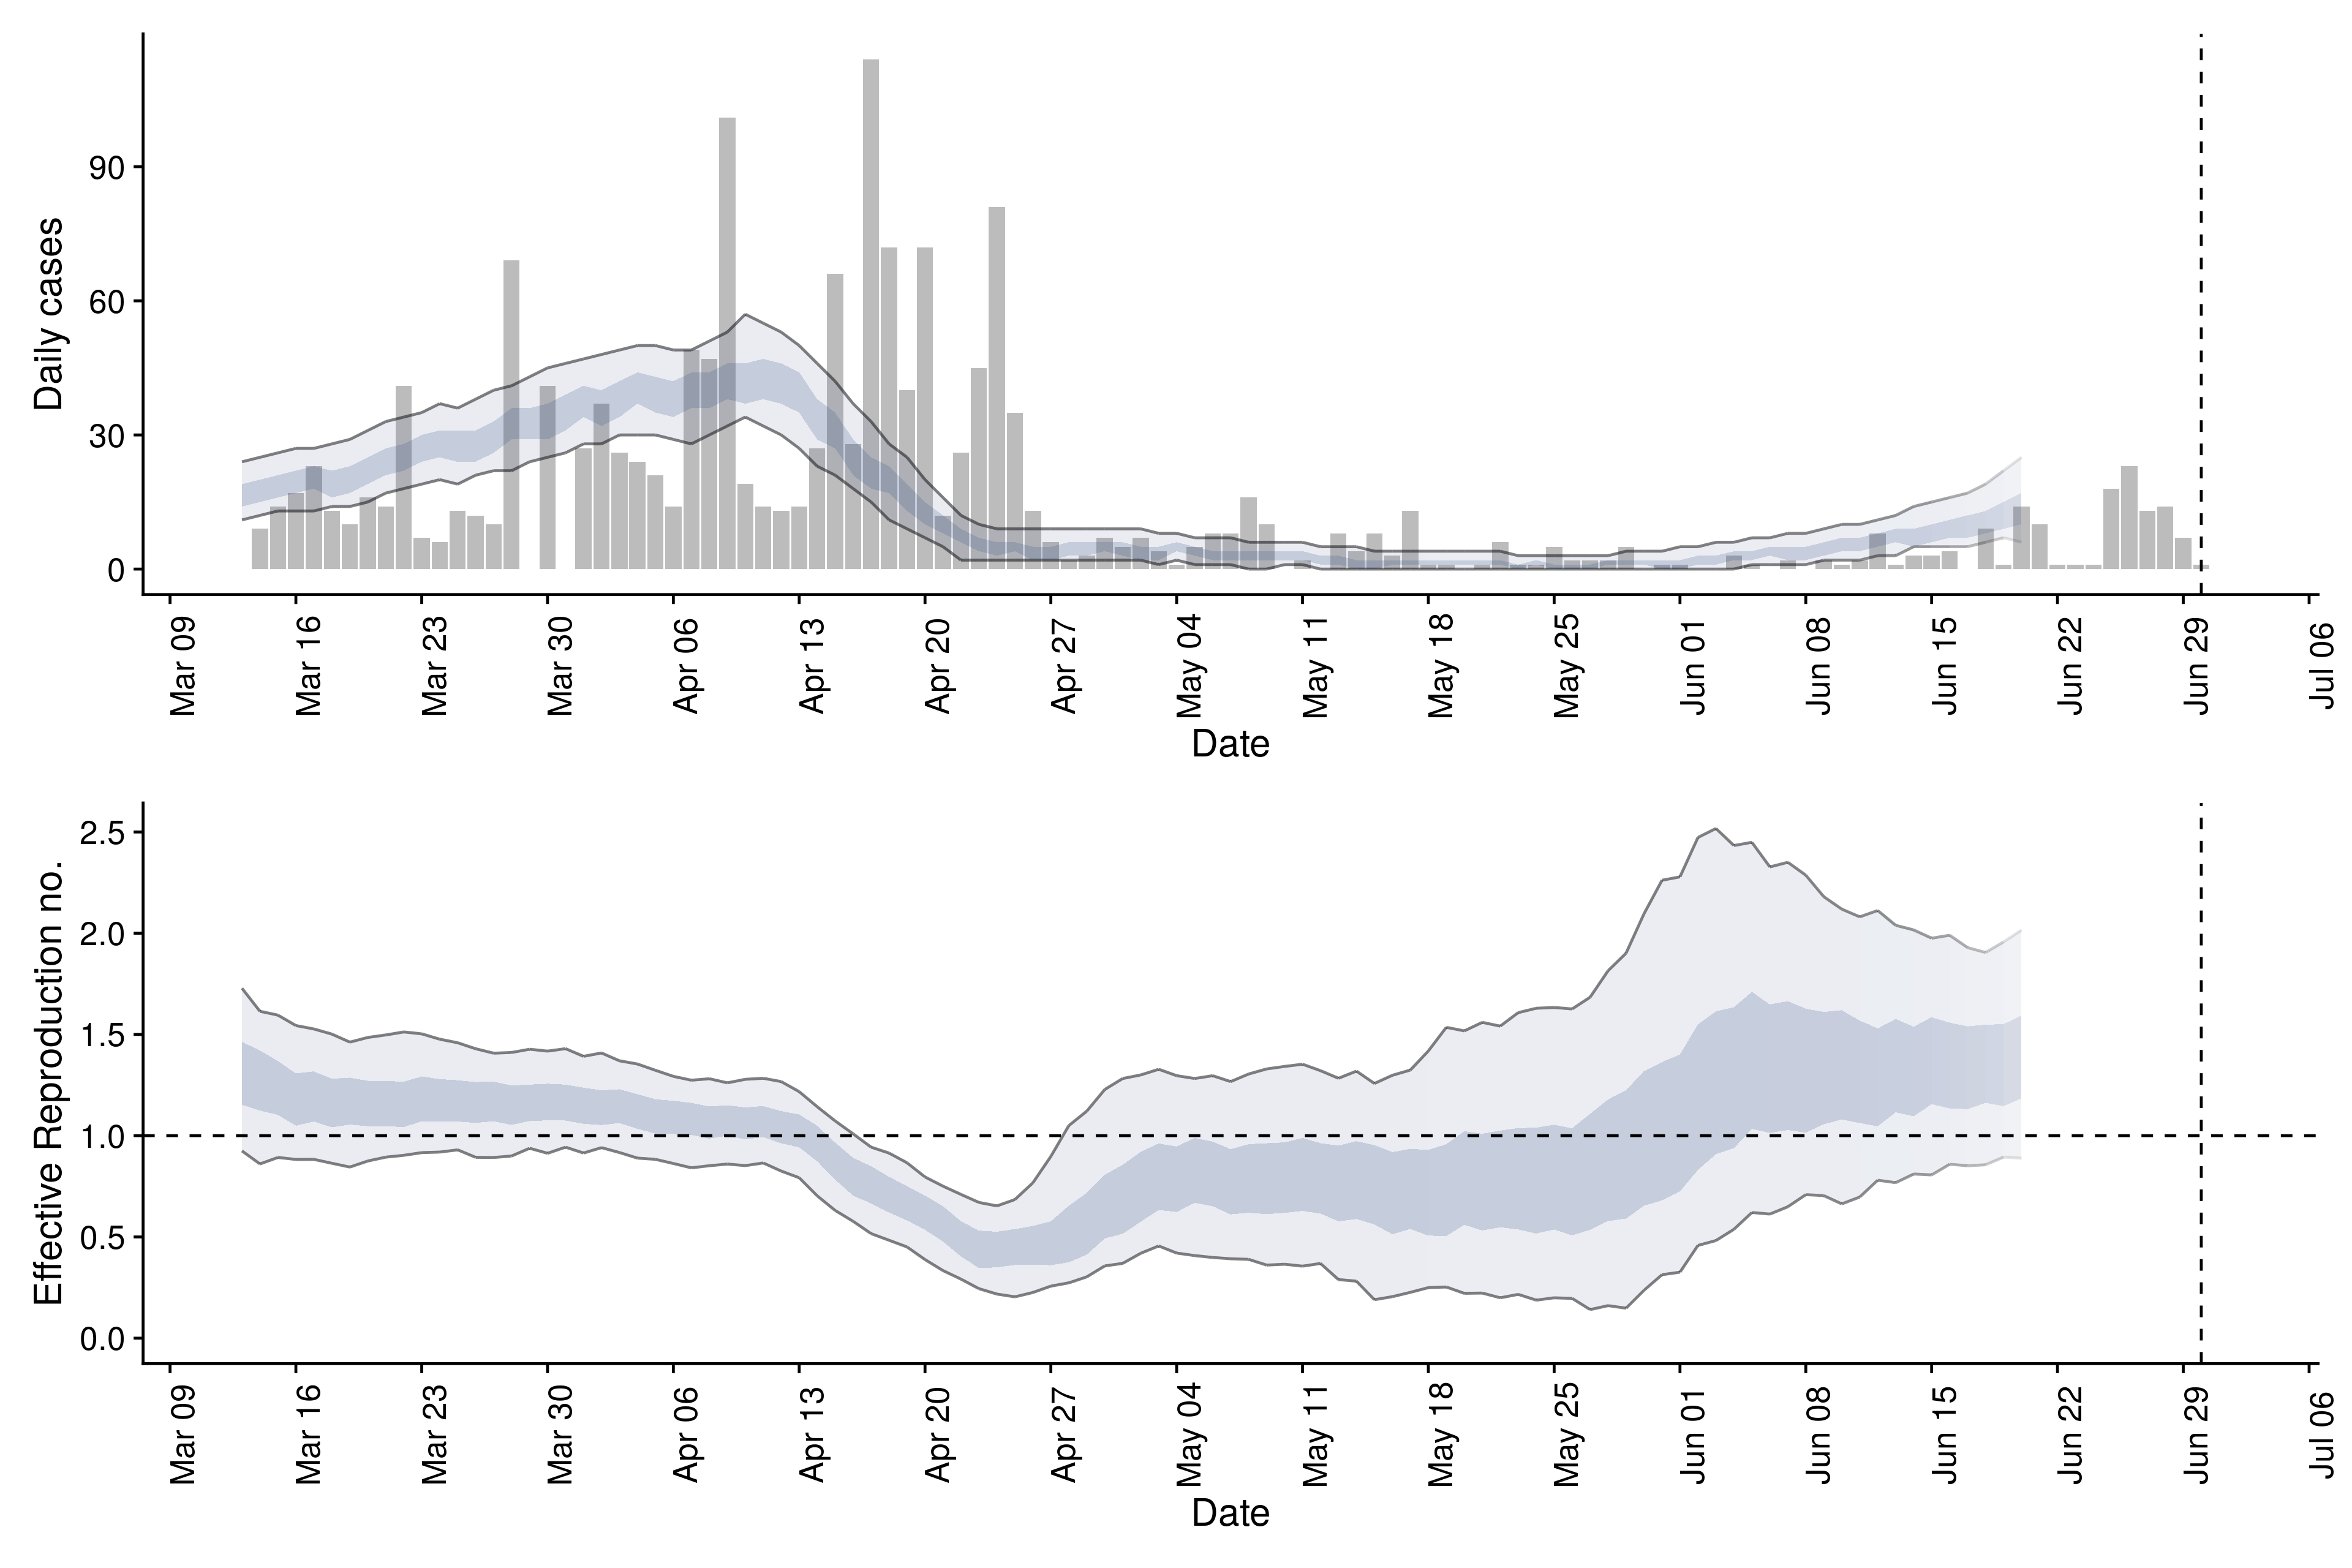 Daily cases
90
60
30
0
Mar 09
Mar 16
Mar 23
Mar 30
Apr 06
Apr 13
Apr 20
Apr 27
May 04
May 11
May 18
May 25
Jun 01
Jun 08
Jun 15
Jun 22
Jun 29
Jul 06
Date
Effective Reproduction no.
2.5
2.0
1.5
1.0
0.5
0.0
Mar 09
Mar 16
Mar 23
Mar 30
Apr 06
Apr 13
Apr 20
Apr 27
May 04
May 11
May 18
May 25
Jun 01
Jun 08
Jun 15
Jun 22
Jun 29
Jul 06
Date